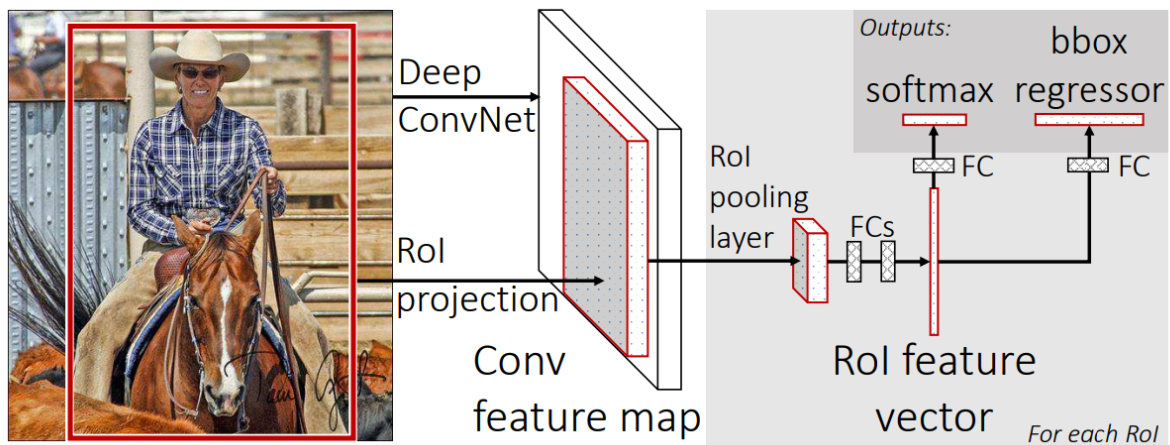 Deep
ConvNet
RoI
projection
Conv
feature map
RoI
pooling
layer
FCs
Outputs:
softmax
bbox
regressor
FC
FC
RoI feature
vector
For each RoI